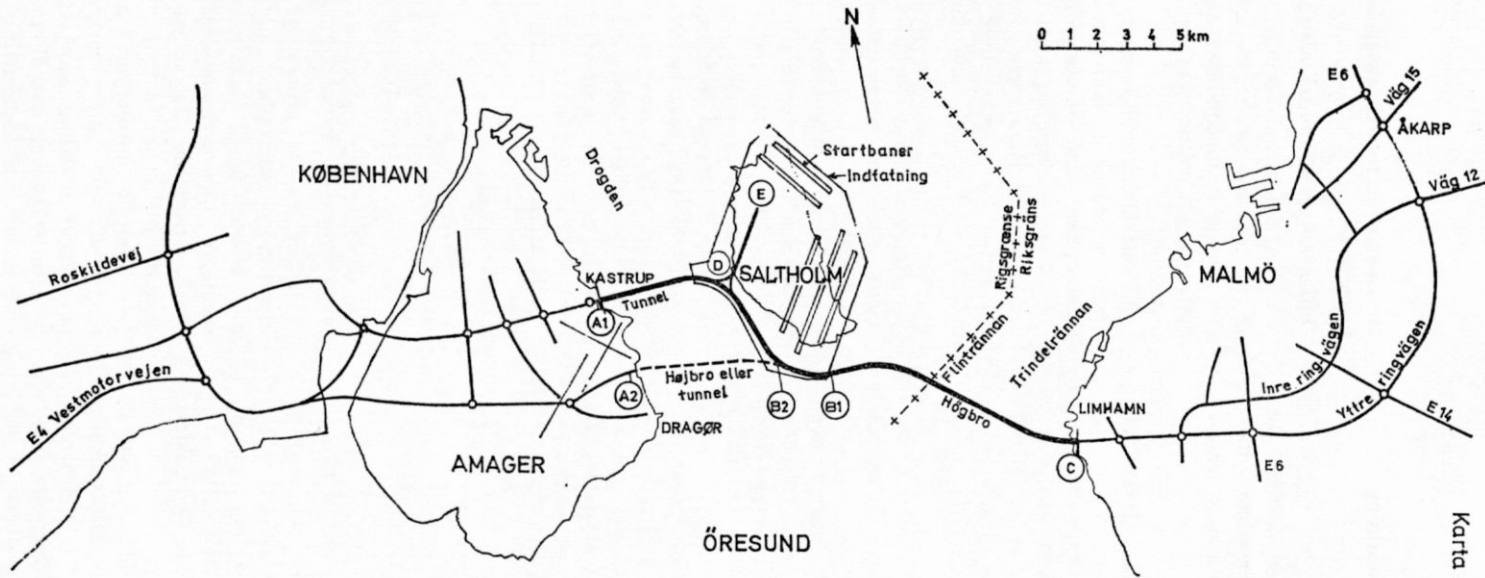 N
0 1 2 3 4 5 km
E6
Väg 15
ÅKARP
Väg 12
KØBENHAVN
Drogden
Startbaner
Indfatning
E
Rigsgrænse
Riksgräns
Roskildevej
KASTRUP
D
SALTHOLM
MALMÖ
A1
Tunnel
Flintrännan
Trindelrännan
Inre ringvägen
Yttre ringvägen
E4 Vestmotorvejen
A2
Højbro eller
tunnel
B2
B1
Högbro
LIMHAMN
E14
DRAGØR
AMAGER
C
E6
ÖRESUND
Karta